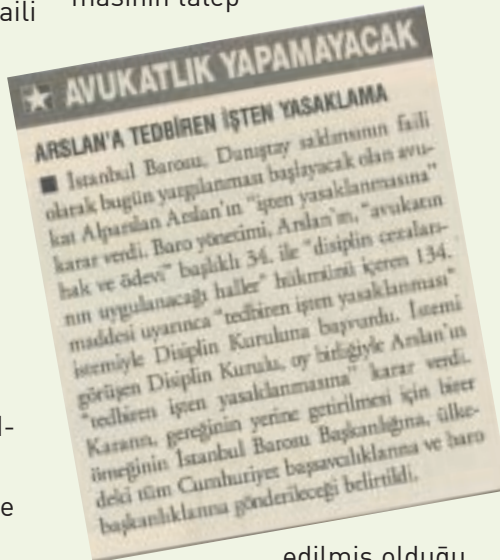 aili
masının talep
AVUKATLIK YAPAMAYACAK
ARSLAN'A TEDBİREN İŞTEN YASAKLAMA
İstanbul Barosu, Danıştay saldırısının faili
olarak bugün yargılanması başlayacak olan avu-
kat Alparslan Arslan'ın "işten yasaklanmasına"
karar verdi. Baro yönetimi, Arslan'ın, "avukatın
hak ve ödevi" başlıklı 34. ile "disiplin cezaları-
nın uygulanacağı haller" hükmünü içeren 134.
maddesi uyarınca "tedbiren işten yasaklanması"
istemiyle Disiplin Kuruluna başvurdu. İstemi
görüşen Disiplin Kurulu, oy birliğiyle Arslan'ın
"tedbiren işten yasaklanmasına" karar verdi.
Kararın, gereğinin yerine getirilmesi için birer
örneğinin İstanbul Barosu Başkanlığına, ülke-
deki tüm Cumhuriyet başsavcılıklarına ve baro
başkanlıklarına gönderileceği belirtildi.
l-
e
edilmiş olduğu